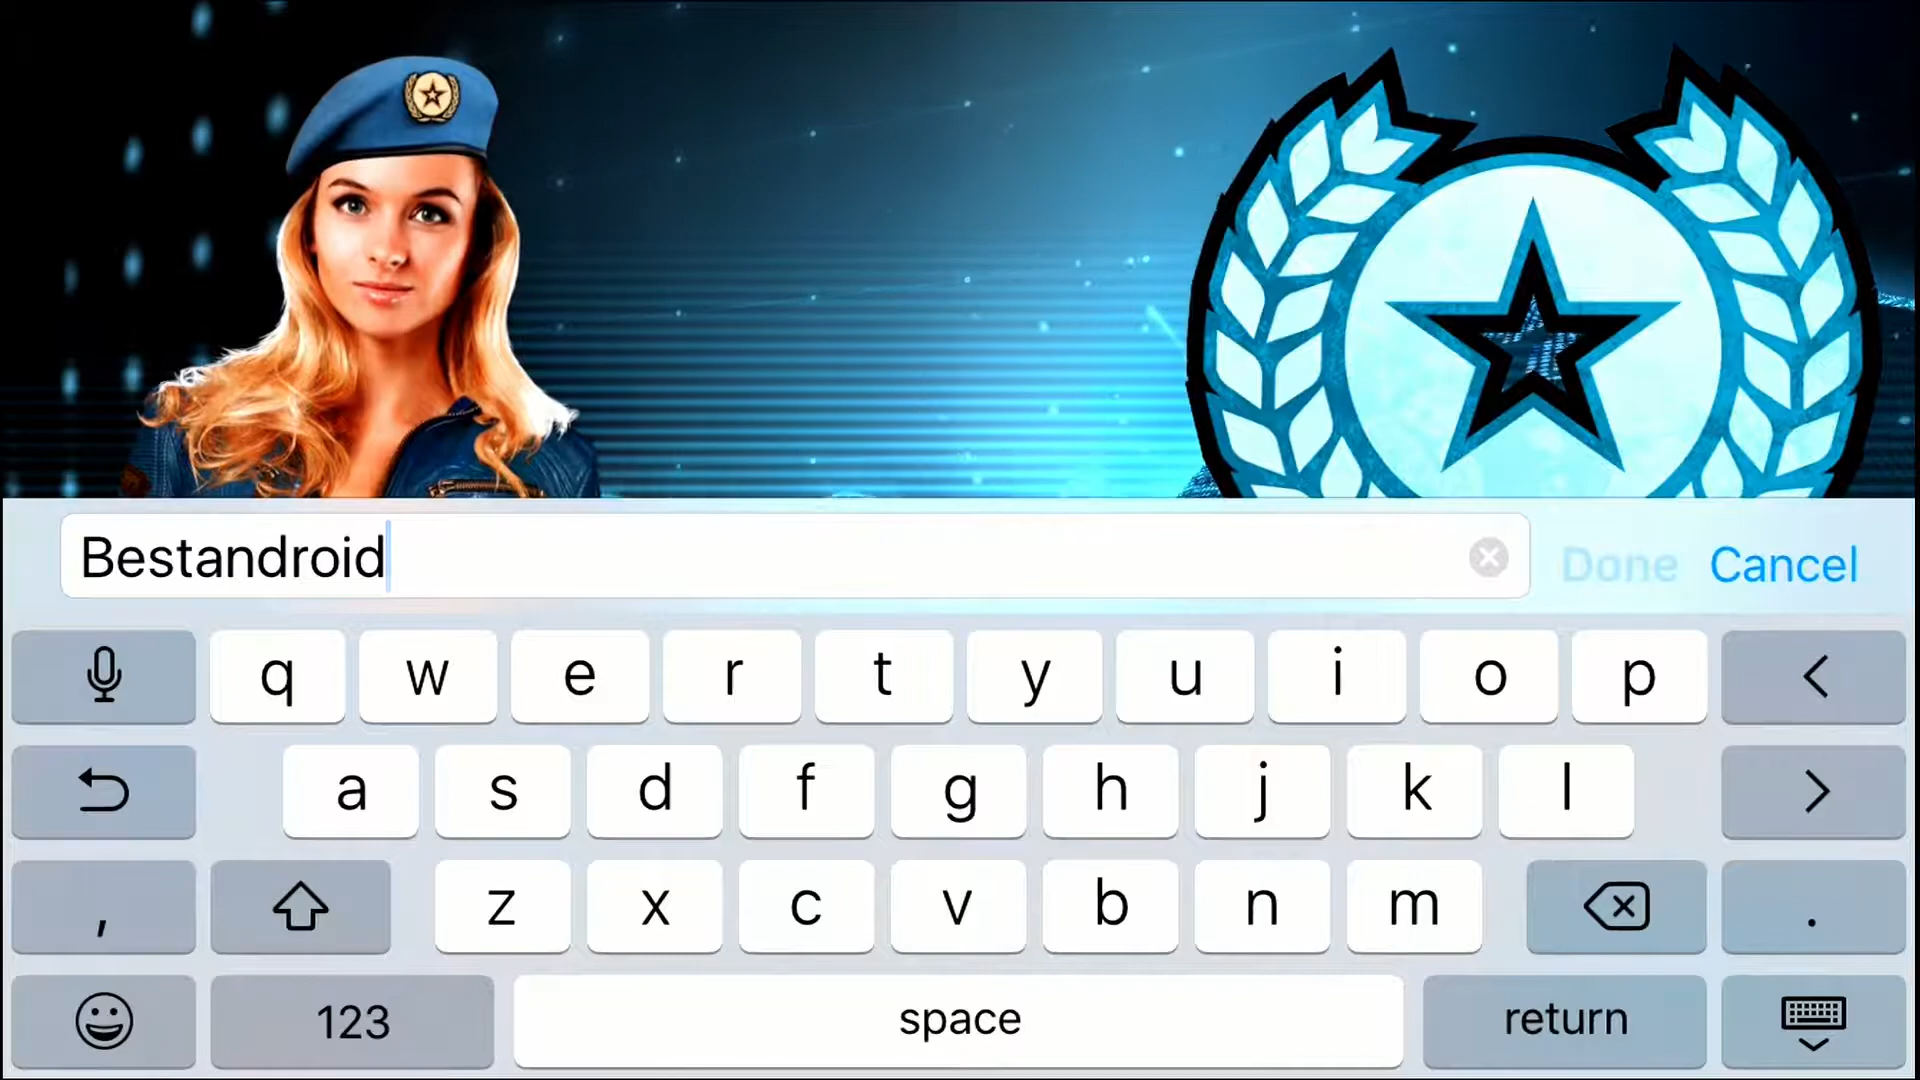 Bestandroid
Done Cancel
q w e r t y u i o p
a s d f g h j k l
, z x c v b n m .
123 space return